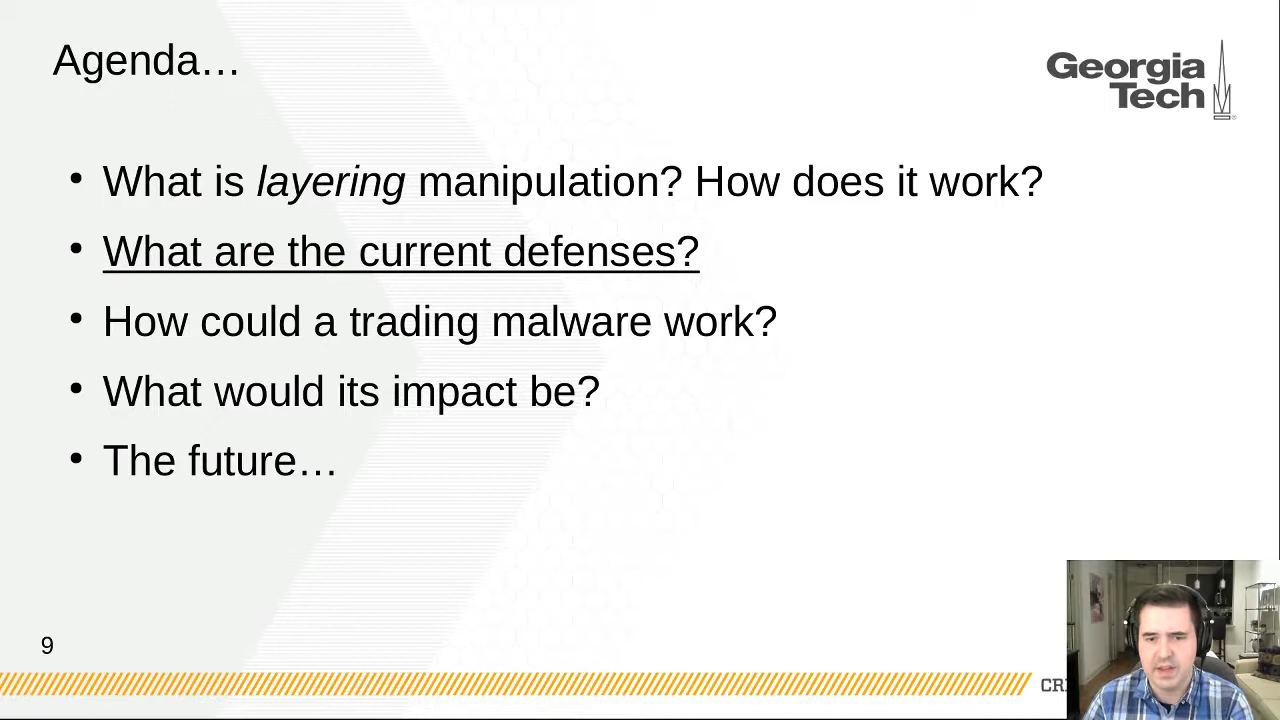 Agenda…
Georgia
Tech
• What is layering manipulation? How does it work?
• What are the current defenses?
• How could a trading malware work?
• What would its impact be?
• The future…
9